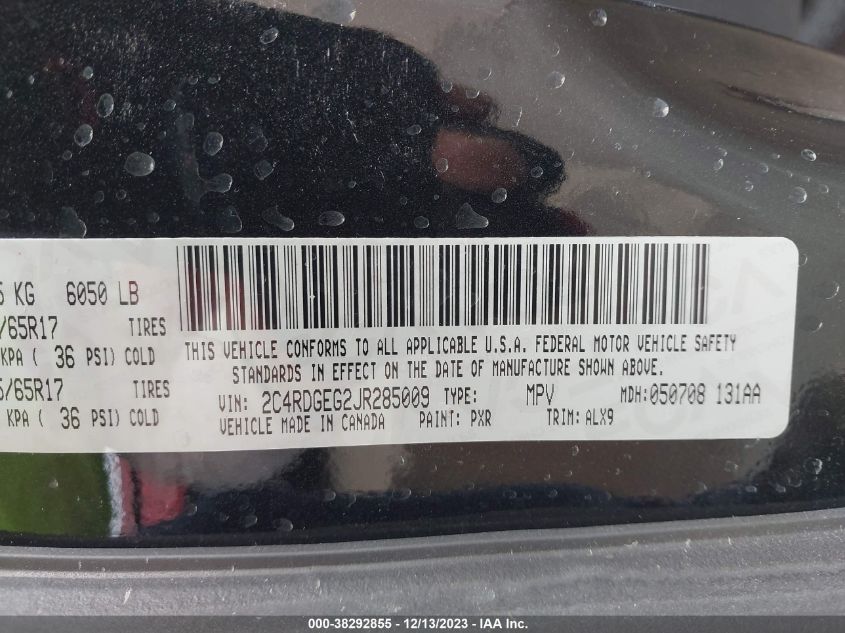 KG 6050 LB
/65R17 TIRES
KPA ( 36 PSI) COLD
/65R17 TIRES
KPA ( 36 PSI) COLD
THIS VEHICLE CONFORMS TO ALL APPLICABLE U.S.A. FEDERAL MOTOR VEHICLE SAFETY
STANDARDS IN EFFECT ON THE DATE OF MANUFACTURE SHOWN ABOVE.
VIN: 2C4RDGEG2JR285009 TYPE: MPV MDH:050708 131AA
VEHICLE MADE IN CANADA PAINT: PXR TRIM: ALX9
000-38292855 - 12/13/2023 - IAA Inc.